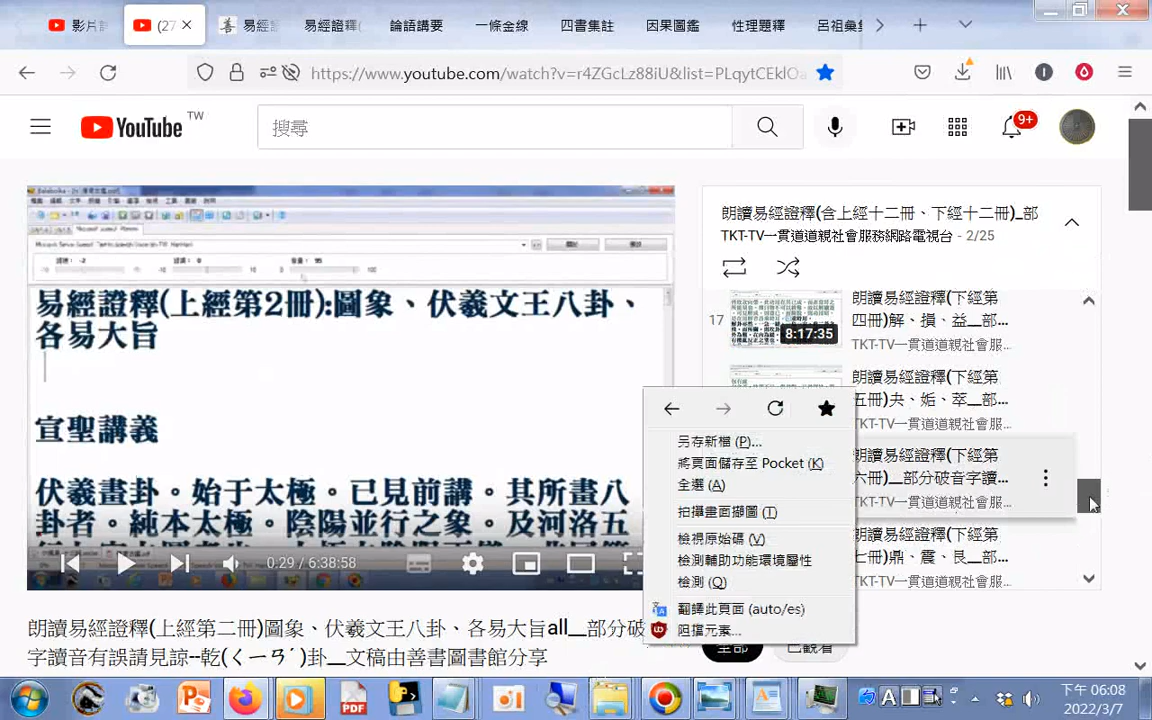 影片
(27
易經
易經證釋(
論語講要
一條金線
四書集註
因果圖鑑
性理題釋
呂祖彙
https://www.youtube.com/watch?v=r4ZGcLz88iU&list=PLqytCEklOa
YouTube TW
搜尋
9+
易經證釋(上經第2冊):圖象、伏羲文王八卦、
各易大旨
宣聖講義
伏羲畫卦。始于太極。已見前講。其所畫八
卦者。純本太極。陰陽並行之象。及河洛五
0:29 / 6:38:58
朗讀易經證釋(上經第二冊)圖象、伏羲文王八卦、各易大旨all__部分破
字讀音有誤請見諒--乾(ㄑㄧㄢˊ)卦__文稿由善書圖書館分享
朗讀易經證釋(含上經十二冊、下經十二冊)_部
TKT-TV一貫道道親社會服務網路電視台 - 2/25
17
8:17:35
朗讀易經證釋(下經第
四冊)解、損、益__部...
TKT-TV一貫道道親社會服...
朗讀易經證釋(下經第
五冊)夬、姤、萃__部...
TKT-TV一貫道道親社會服...
朗讀易經證釋(下經第
六冊)__部分破音字讀...
TKT-TV一貫道道親社會服...
朗讀易經證釋(下經第
七冊)鼎、震、艮__部...
TKT-TV一貫道道親社會服...
另存新檔 (P)...
將頁面儲存至 Pocket (K)
全選 (A)
拍攝畫面擷圖 (T)
檢視原始碼 (V)
檢測輔助功能環境屬性
檢測 (Q)
翻譯此頁面 (auto/es)
阻擋元素...
全部
已觀看
PDF
A
下午 06:08
2022/3/7